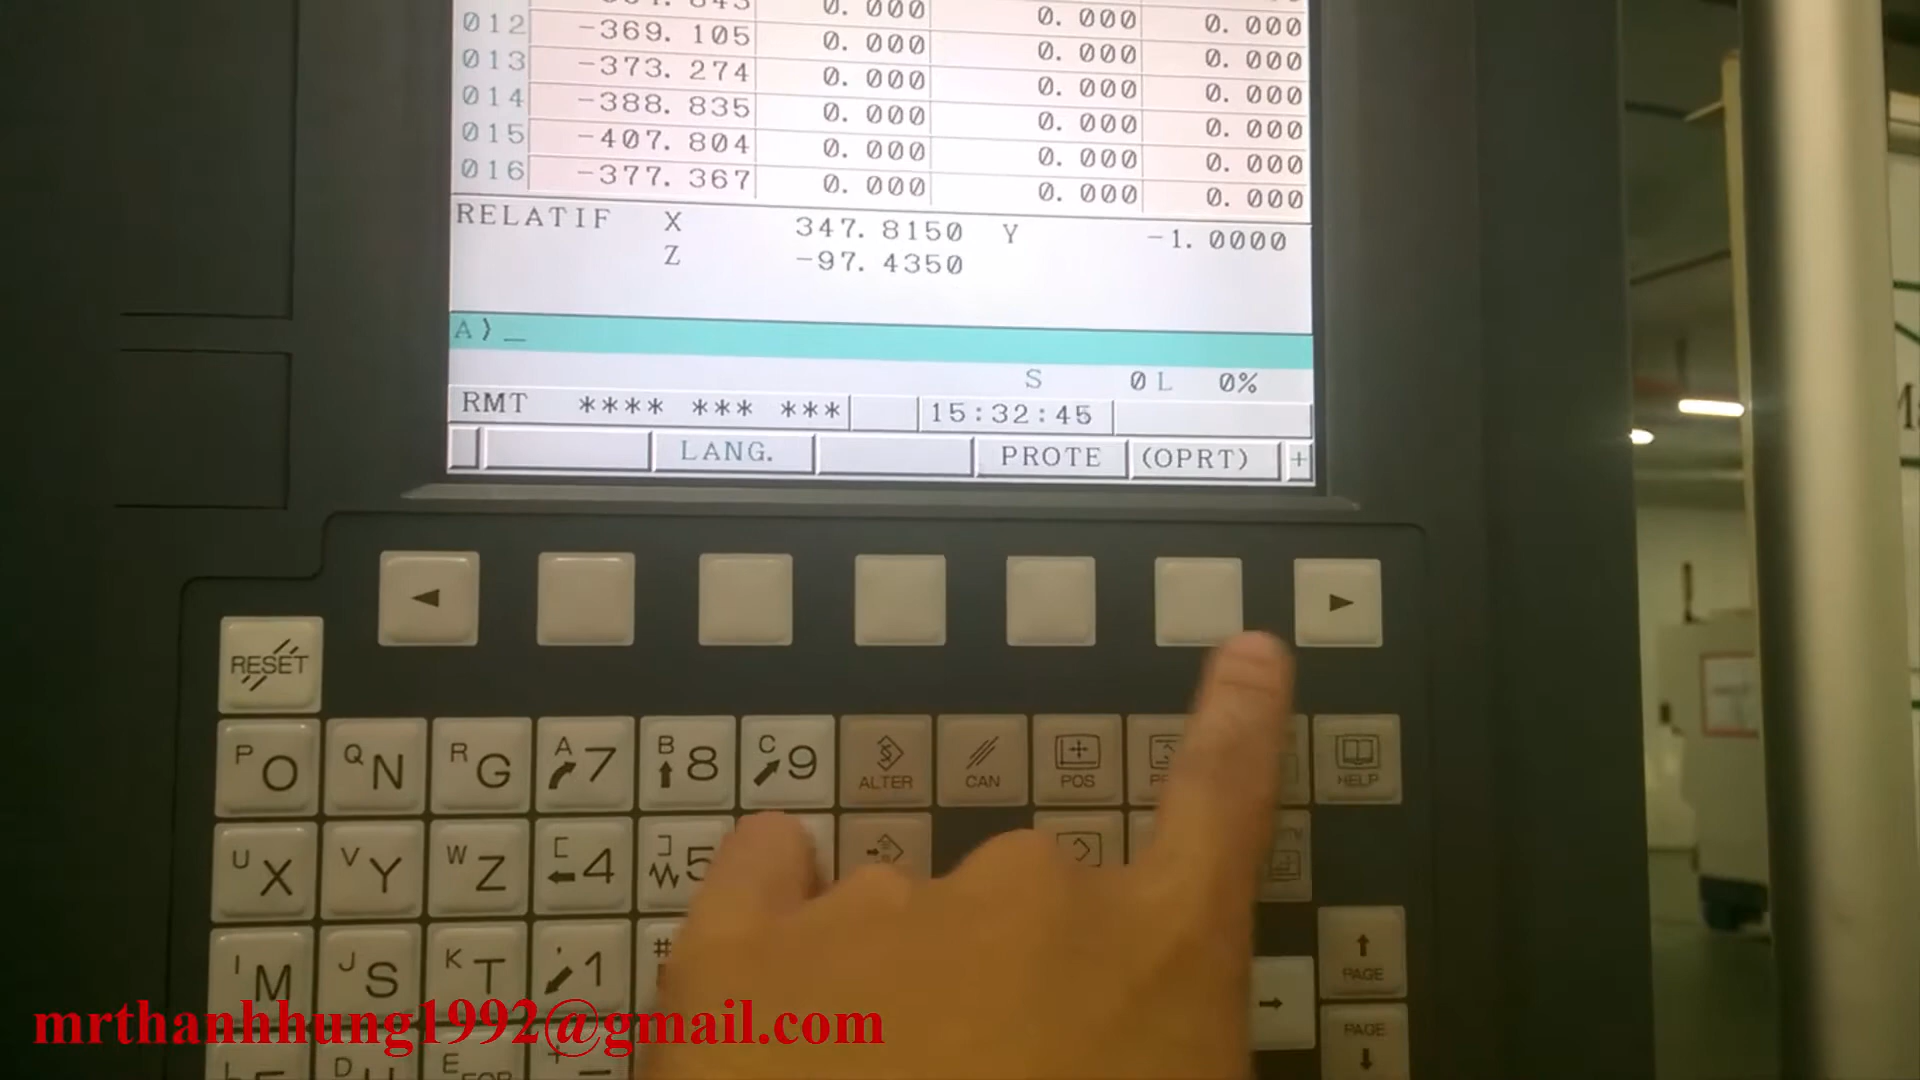 012 -369.105 0.000 0.000 0.000
013 -373.274 0.000 0.000 0.000
014 -388.835 0.000 0.000 0.000
015 -407.804 0.000 0.000 0.000
016 -377.367 0.000 0.000 0.000
RELATIF X 347.8150 Y -1.0000
Z -97.4350
A)_
S 0 L 0%
RMT **** *** *** 15:32:45
LANG. PROTE (OPRT) +
RESET
P O Q N R G A 7 B 8 C 9 ALTER CAN POS HELP
U X V Y W Z [ 4 ] 5
I M J S K T , 1 # PAGE
PAGE
mrthanhhung1992@gmail.com